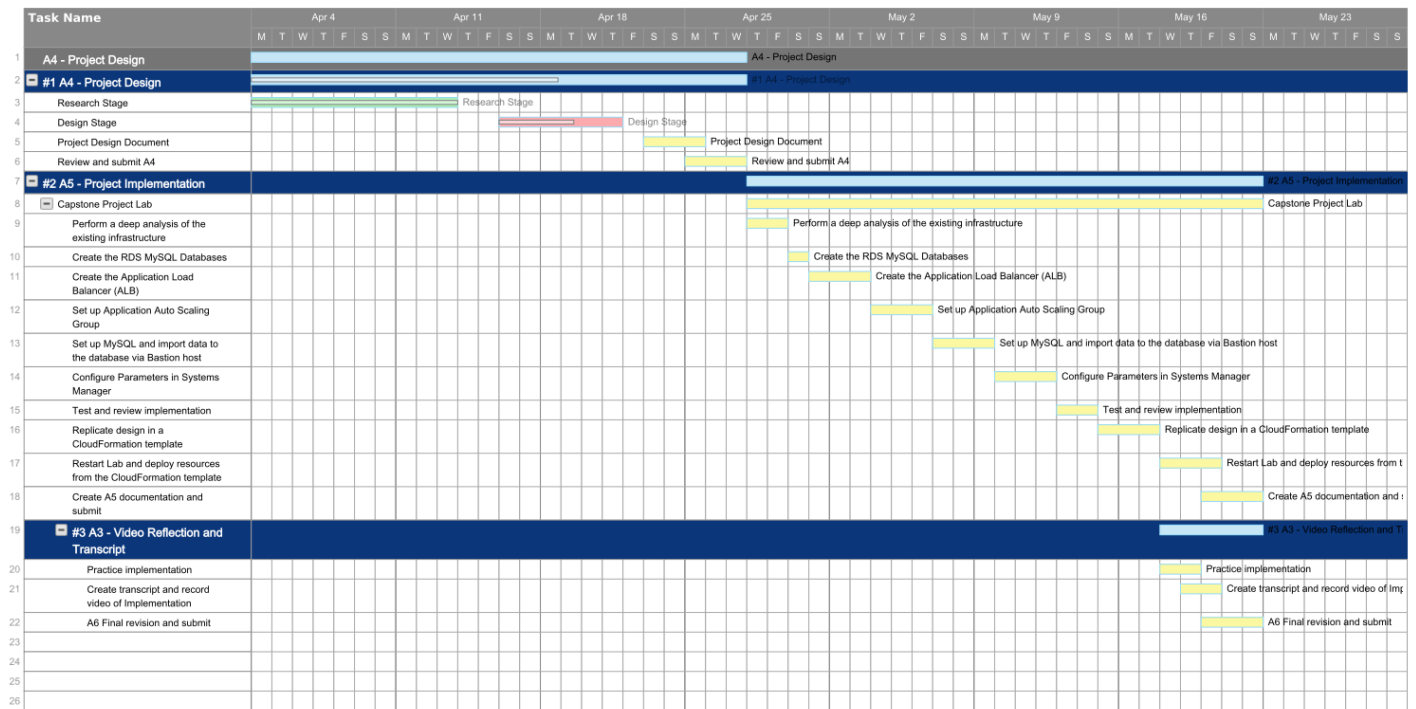 Task Name
Apr 4 Apr 11 Apr 18 Apr 25 May 2 May 9 May 16 May 23
M T W T F S S M T W T F S S M T W T F S S M T W T F S S M T W T F S S M T W T F S S M T W T F S S M T W T F S S
1 A4 - Project Design A4 - Project Design
2 #1 A4 - Project Design #1 A4 - Project Design
3 Research Stage Research Stage
4 Design Stage Design Stage
5 Project Design Document Project Design Document
6 Review and submit A4 Review and submit A4
7 #2 A5 - Project Implementation #2 A5 - Project Implementation
8 Capstone Project Lab Capstone Project Lab
9 Perform a deep analysis of the Perform a deep analysis of the existing infrastructure
existing infrastructure
10 Create the RDS MySQL Databases Create the RDS MySQL Databases
11 Create the Application Load Create the Application Load Balancer (ALB)
Balancer (ALB)
12 Set up Application Auto Scaling Set up Application Auto Scaling Group
Group
13 Set up MySQL and import data to Set up MySQL and import data to the database via Bastion host
the database via Bastion host
14 Configure Parameters in Systems Configure Parameters in Systems Manager
Manager
15 Test and review implementation Test and review implementation
16 Replicate design in a Replicate design in a CloudFormation template
CloudFormation template
17 Restart Lab and deploy resources Restart Lab and deploy resources from t
from the CloudFormation template
18 Create A5 documentation and Create A5 documentation and
submit
19 #3 A3 - Video Reflection and #3 A3 - Video Reflection and T
Transcript
20 Practice implementation Practice implementation
21 Create transcript and record Create transcript and record video of Imp
video of Implementation
22 A6 Final revision and submit A6 Final revision and submit
23
24
25
26